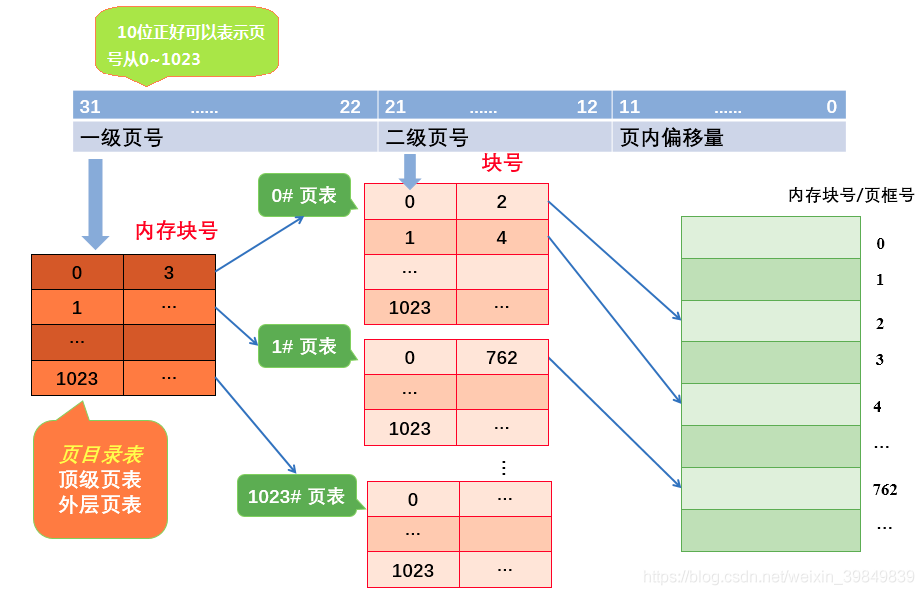 10位正好可以表示页
号从0~1023
31 ...... 22 21 ...... 12 11 ...... 0
一级页号 二级页号 页内偏移量
块号
0# 页表
内存块号/页框号
内存块号
0 3
1 ...
...
1023 ...
页目录表
顶级页表
外层页表
0 2
1 4
...
1023 ...
1# 页表
0 762
...
1023 ...
⋮
1023# 页表
0 ...
...
1023 ...
0
1
2
3
4
...
762
...
https://blog.csdn.net/weixin_39849839